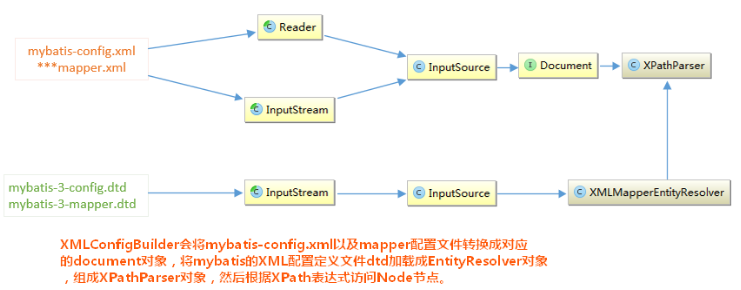 mybatis-config.xml
***mapper.xml
C Reader
C InputStream
C InputSource
I Document
C XPathParser
mybatis-3-config.dtd
mybatis-3-mapper.dtd
C InputStream
C InputSource
C XMLMapperEntityResolver
XMLConfigBuilder会将mybatis-config.xmll以及mapper配置文件转换成对应
的document对象，将mybatis的XML配置定义文件dtd加载成EntityResolver对象
，组成XPathParser对象，然后根据XPath表达式访问Node节点。